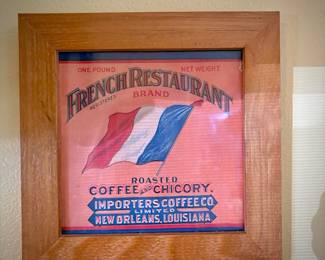 ONE POUND NET WEIGHT
FRENCH RESTAURANT
REGISTERED BRAND
ROASTED
COFFEE AND CHICORY.
IMPORTERS COFFEE CO.
LIMITED
NEW ORLEANS, LOUISIANA